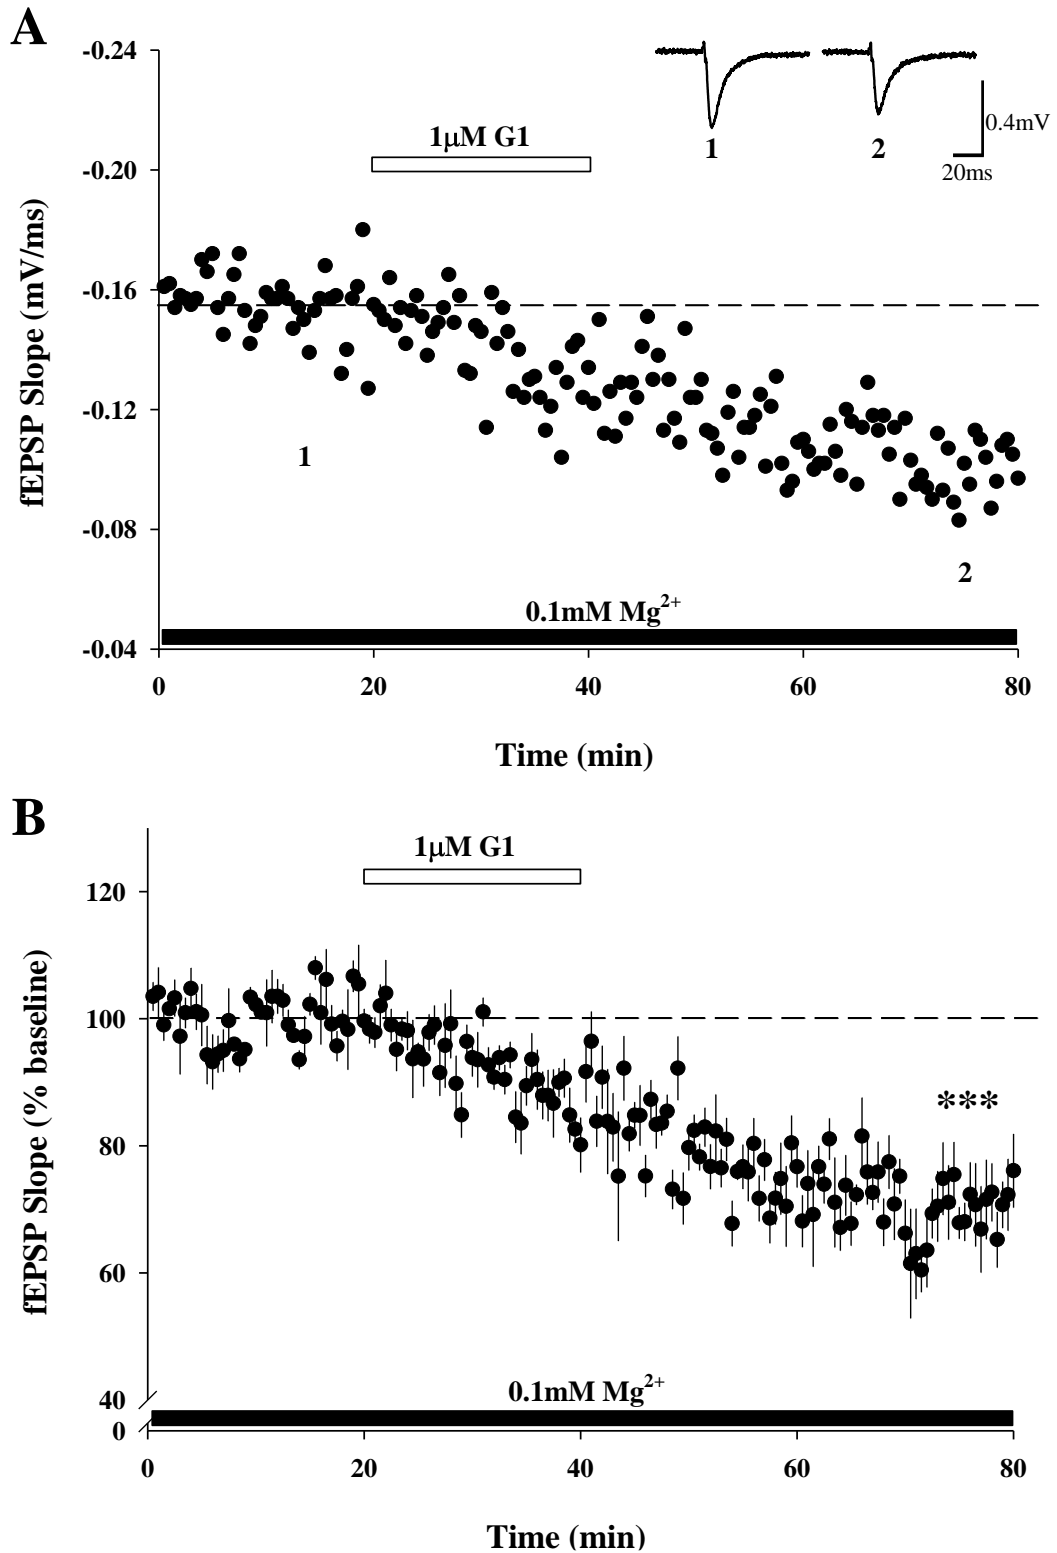 A
-0.24
-0.20
-0.16
-0.12
-0.08
-0.04
fEPSP Slope (mV/ms)
1μM G1
1
2
0.4mV
20ms
1
2
0.1mM Mg²⁺
0 20 40 60 80
Time (min)
B
120
100
80
60
40
0
fEPSP Slope (% baseline)
1μM G1
***
0.1mM Mg²⁺
0 20 40 60 80
Time (min)